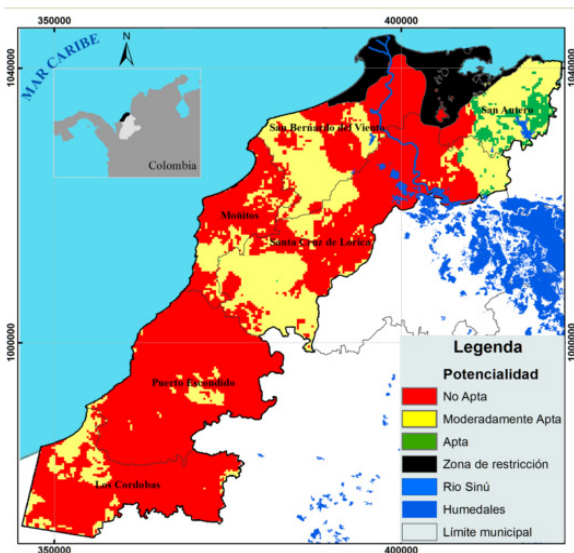 350000
400000
MAR CARIBE
N
1040000
1040000
San Antero
San Bernardo del Viento
Colombia
Moñitos
Santa Cruz de Lorica
1000000
1000000
Legenda
Potencialidad
Puerto Escondido
No Apta
Moderadamente Apta
Apta
Zona de restricción
Los Cordobas
Rio Sinú
Humedales
Límite municipal
350000
400000